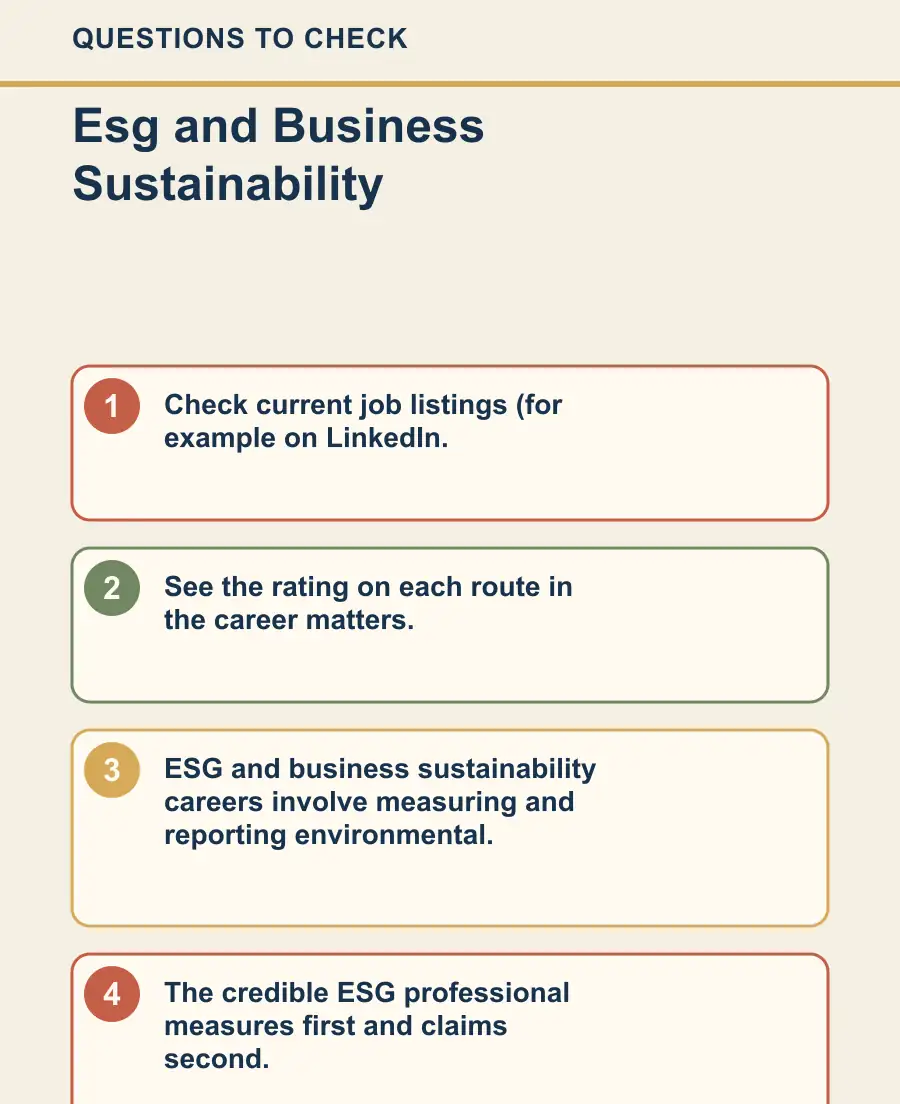 QUESTIONS TO CHECK
Esg and Business
Sustainability
1
Check current job listings (for
example on LinkedIn.
2
See the rating on each route in
the career matters.
3
ESG and business sustainability
careers involve measuring and
reporting environmental.
4
The credible ESG professional
measures first and claims
second.